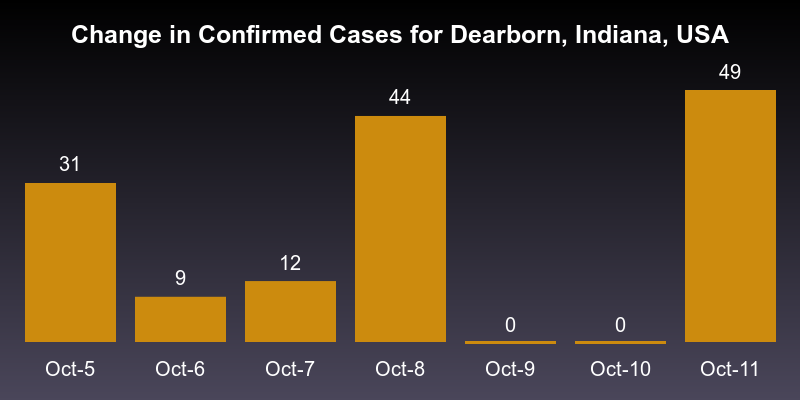 Change in Confirmed Cases for Dearborn, Indiana, USA
31
9
12
44
0
0
49
Oct-5
Oct-6
Oct-7
Oct-8
Oct-9
Oct-10
Oct-11